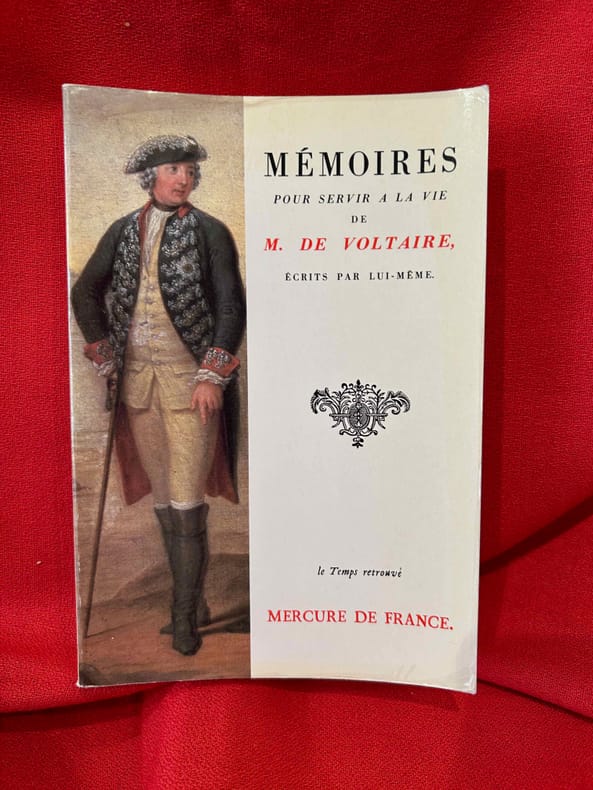 MÉMOIRES
POUR SERVIR A LA VIE
DE
M. DE VOLTAIRE,
ÉCRITS PAR LUI-MÊME.
le Temps retrouvé
MERCURE DE FRANCE.